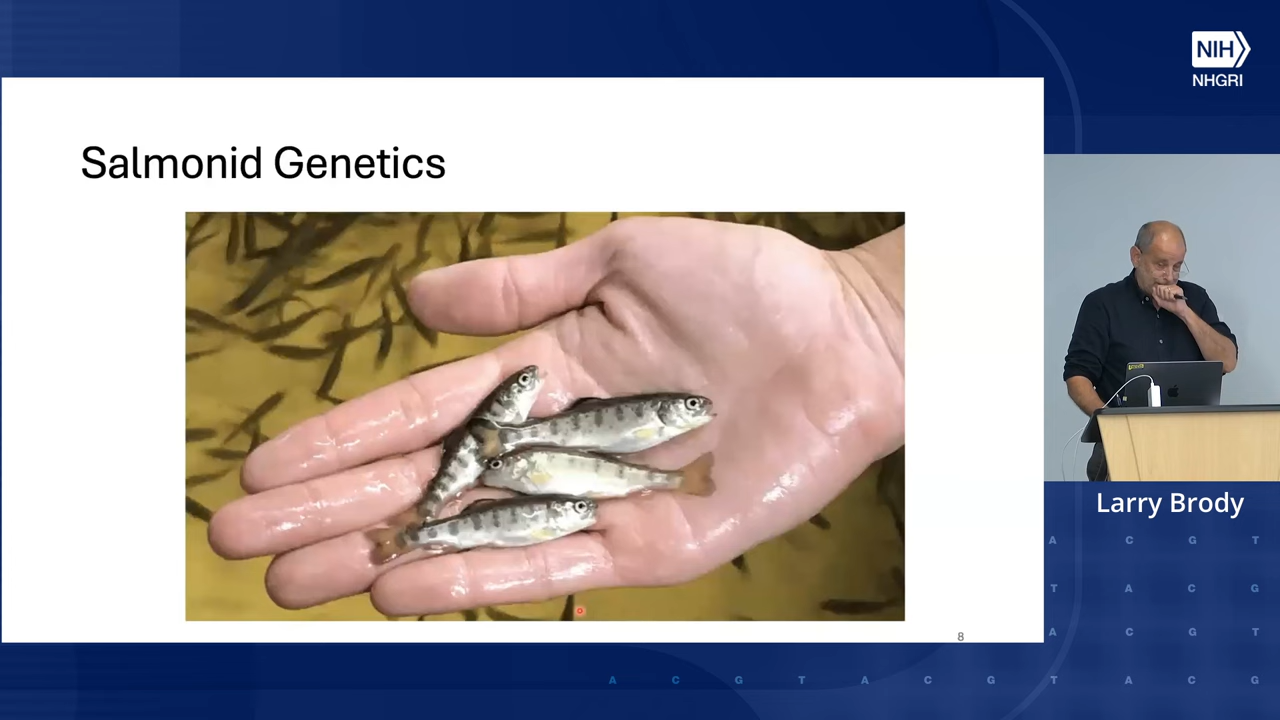 NIH
NHGRI
Salmonid Genetics
8
Larry Brody
A C G T
T A C G
A C G T
A C G T A C G T A C G